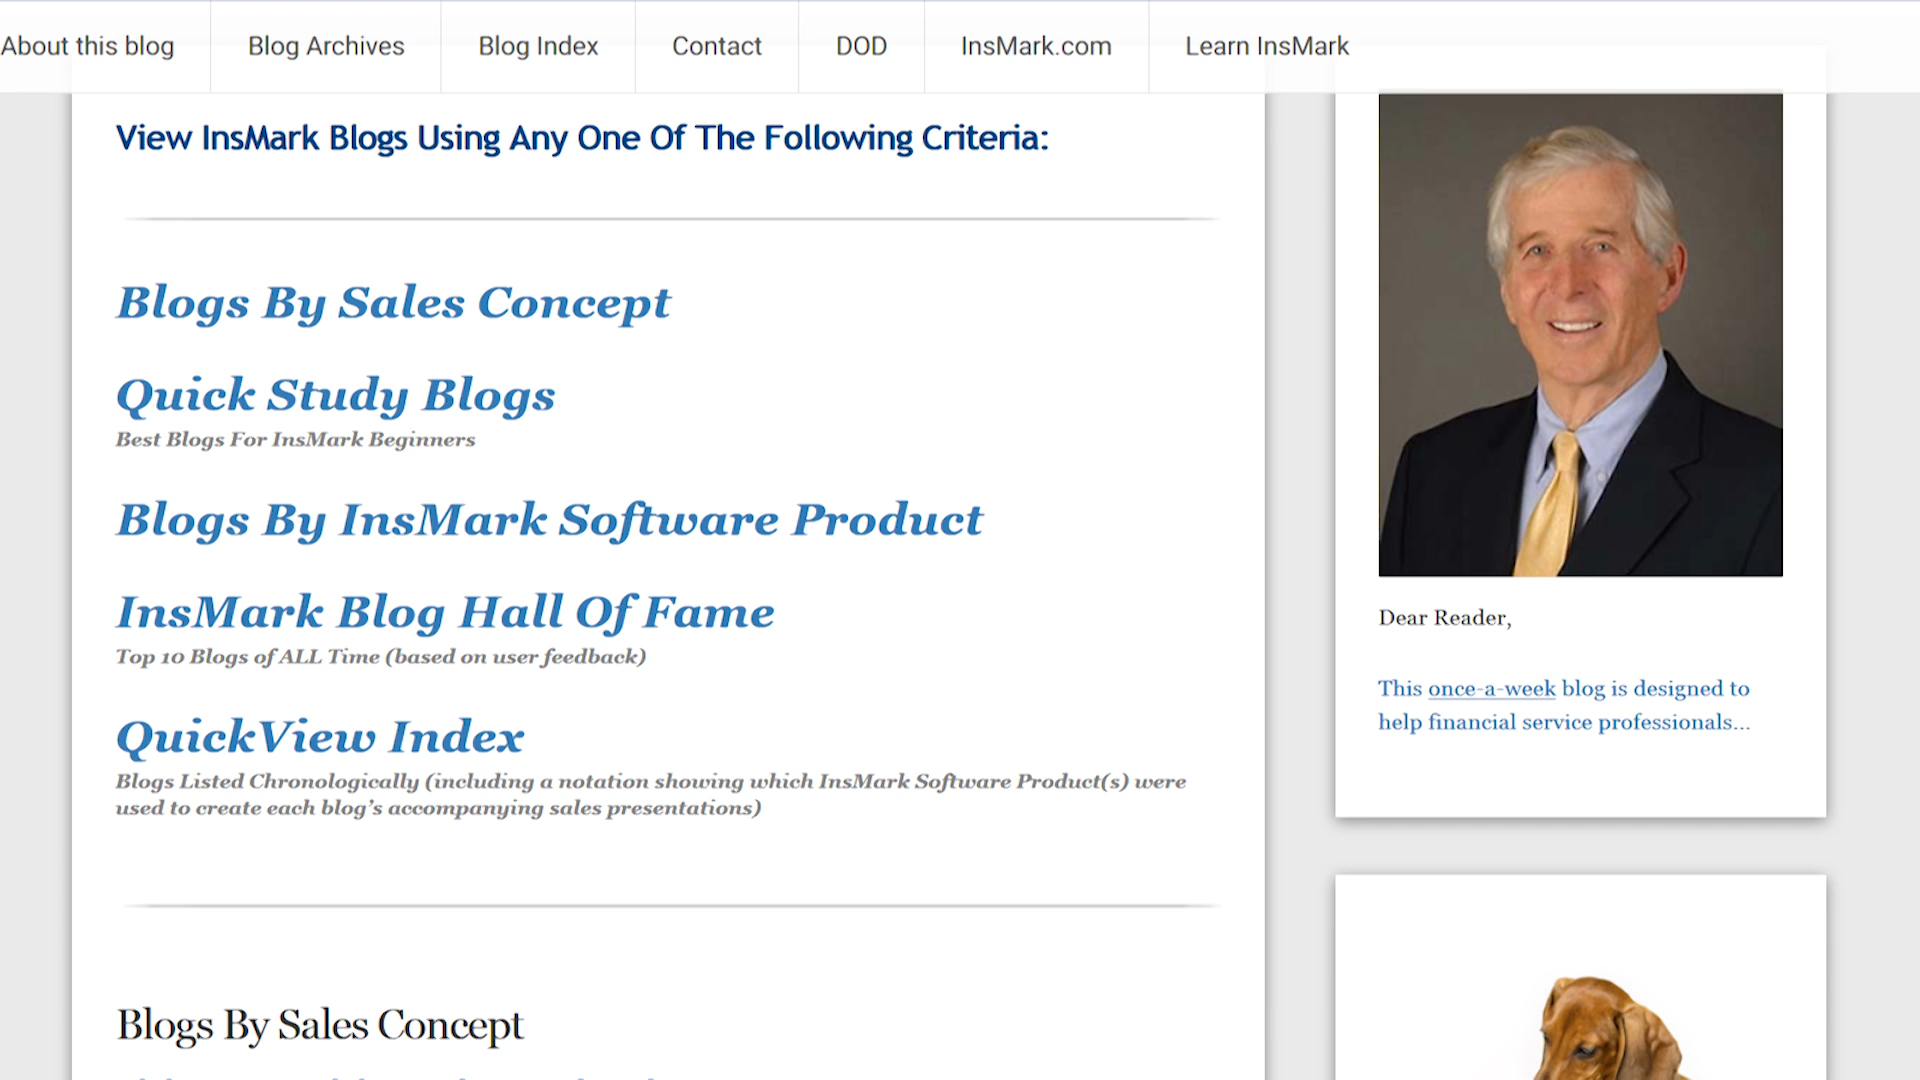 About this blog
Blog Archives
Blog Index
Contact
DOD
InsMark.com
Learn InsMark
View InsMark Blogs Using Any One Of The Following Criteria:
Blogs By Sales Concept
Quick Study Blogs
Best Blogs For InsMark Beginners
Blogs By InsMark Software Product
InsMark Blog Hall Of Fame
Top 10 Blogs of ALL Time (based on user feedback)
QuickView Index
Blogs Listed Chronologically (including a notation showing which InsMark Software Product(s) were
used to create each blog’s accompanying sales presentations)
Blogs By Sales Concept
Dear Reader,
This once-a-week blog is designed to
help financial service professionals...